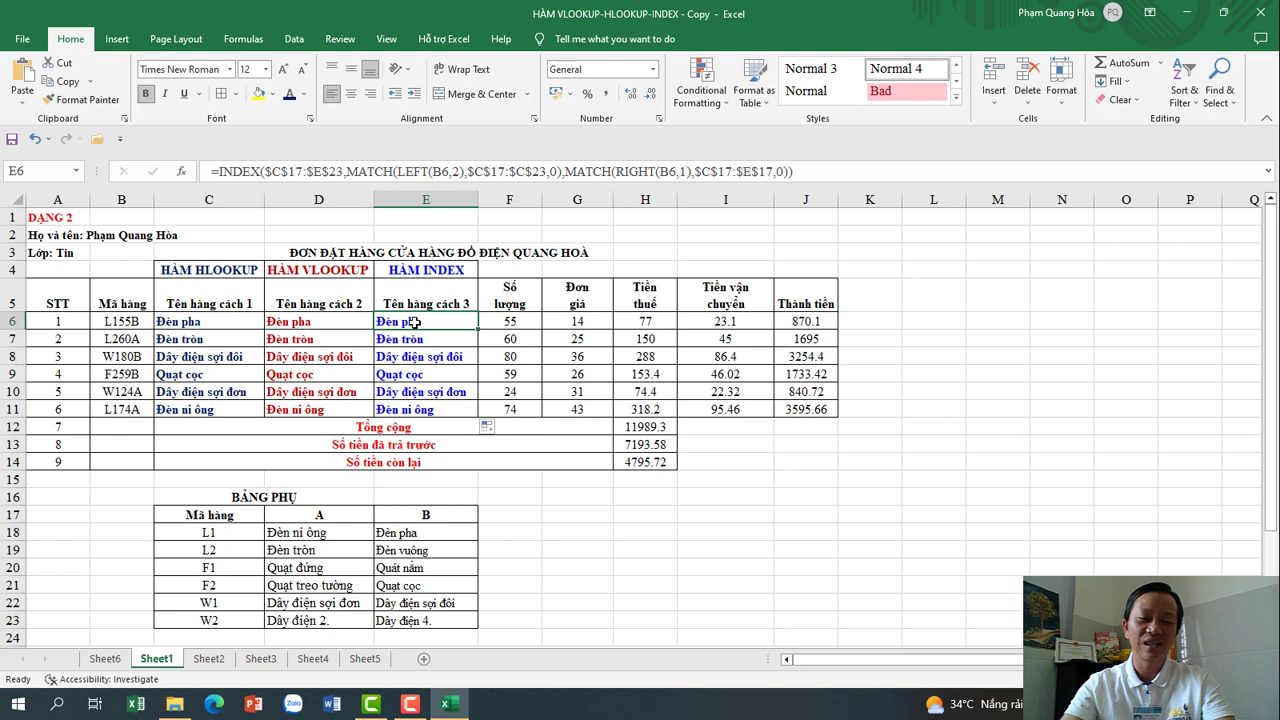 HÀM VLOOKUP-HLOOKUP-INDEX - Copy - Excel
Phạm Quang Hòa PQ
File Home Insert Page Layout Formulas Data Review View Hỗ trợ Excel Help Tell me what you want to do
Paste Cut Copy Format Painter
Times New Roman 12
B I U
Wrap Text
Merge & Center
General
Conditional Formatting
Format as Table
Normal 3 Normal 4
Normal Bad
Insert Delete Format
AutoSum Fill Clear
Sort & Filter
Find & Select
Clipboard Font Alignment Number Styles Cells Editing
E6 =INDEX($C$17:$E$23,MATCH(LEFT(B6,2),$C$17:$C$23,0),MATCH(RIGHT(B6,1),$C$17:$E$17,0))
A B C D E F G H I J K L M N O P Q
1 DẠNG 2
2 Họ và tên: Phạm Quang Hòa
3 Lớp: Tin ĐƠN ĐẶT HÀNG CỬA HÀNG ĐỒ ĐIỆN QUANG HOÀ
4 HÀM HLOOKUP HÀM VLOOKUP HÀM INDEX
5 STT Mã hàng Tên hàng cách 1 Tên hàng cách 2 Tên hàng cách 3 Số lượng Đơn giá Tiền thuế Tiền vận chuyển Thành tiền
6 1 L155B Đèn pha Đèn pha Đèn pha 55 14 77 23.1 870.1
7 2 L260A Đèn tròn Đèn tròn Đèn tròn 60 25 150 45 1695
8 3 W180B Dây điện sợi đôi Dây điện sợi đôi Dây điện sợi đôi 80 36 288 86.4 3254.4
9 4 F259B Quạt cọc Quạt cọc Quạt cọc 59 26 153.4 46.02 1733.42
10 5 W124A Dây điện sợi đơn Dây điện sợi đơn Dây điện sợi đơn 24 31 74.4 22.32 840.72
11 6 L174A Đèn ni ông Đèn ni ông Đèn ni ông 74 43 318.2 95.46 3595.66
12 7 Tổng cộng 11989.3
13 8 Số tiền đã trả trước 7193.58
14 9 Số tiền còn lại 4795.72
15
16 BẢNG PHỤ
17 Mã hàng A B
18 L1 Đèn ni ông Đèn pha
19 L2 Đèn tròn Đèn vuông
20 F1 Quạt đứng Quát nằm
21 F2 Quạt treo tường Quạt cọc
22 W1 Dây điện sợi đơn Dây điện sợi đôi
23 W2 Dây điện 2. Dây điện 4.
24
Sheet6 Sheet1 Sheet2 Sheet3 Sheet4 Sheet5
Ready Accessibility: Investigate
Zalo
34°C Nắng rải